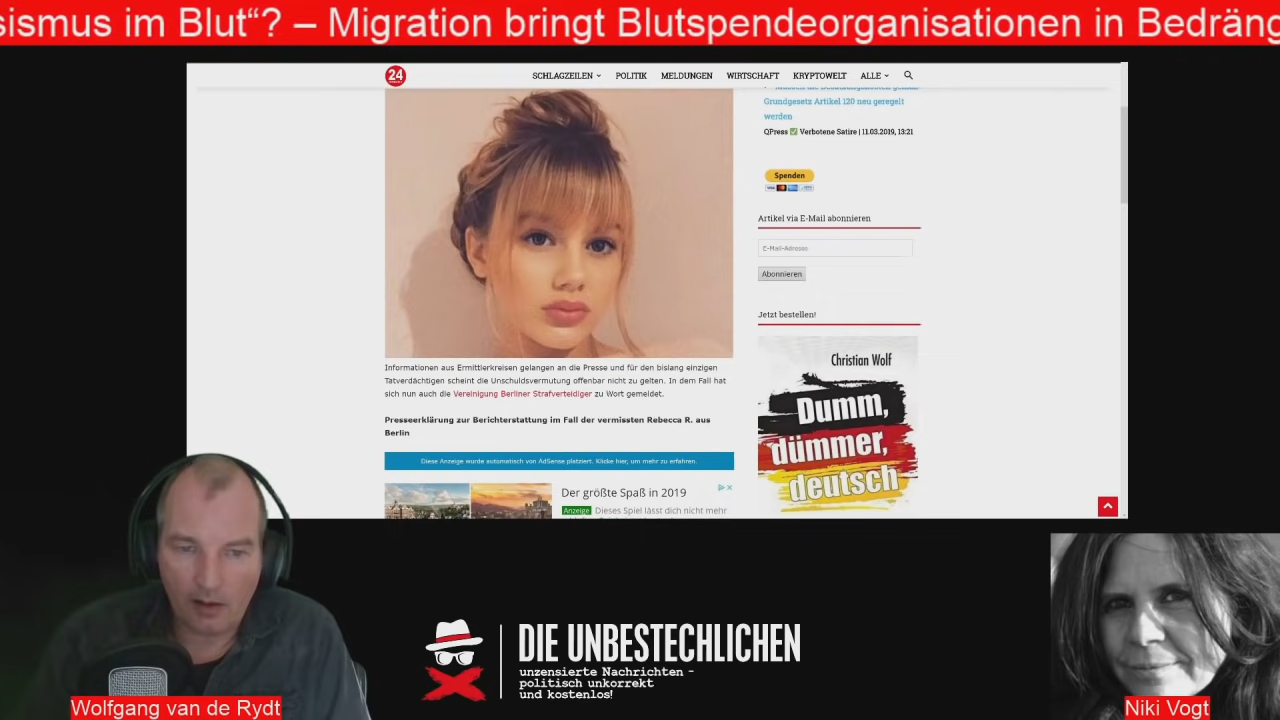 sismus im Blut“? – Migration bringt Blutspendeorganisationen in Bedräng
24
SCHLAGZEILEN
POLITIK
MELDUNGEN
WIRTSCHAFT
KRYPTOWELT
ALLE
Grundgesetz Artikel 120 neu geregelt
werden
QPress ✅ Verbotene Satire | 11.03.2019, 13:21
Spenden
VISA
Artikel via E-Mail abonnieren
E-Mail-Adresse
Abonnieren
Jetzt bestellen!
Christian Wolf
Dumm,
dümmer,
deutsch
Informationen aus Ermittlerkreisen gelangen an die Presse und für den bislang einzigen
Tatverdächtigen scheint die Unschuldsvermutung offenbar nicht zu gelten. In dem Fall hat
sich nun auch die Vereinigung Berliner Strafverteidiger zu Wort gemeldet.
Presseerklärung zur Berichterstattung im Fall der vermissten Rebecca R. aus
Berlin
Diese Anzeige wurde automatisch von AdSense platziert. Klicke hier, um mehr zu erfahren.
Der größte Spaß in 2019
Anzeige Dieses Spiel lässt dich nicht mehr
DIE UNBESTECHLICHEN
unzensierte Nachrichten -
politisch unkorrekt
und kostenlos!
Wolfgang van de Rydt
Niki Vogt